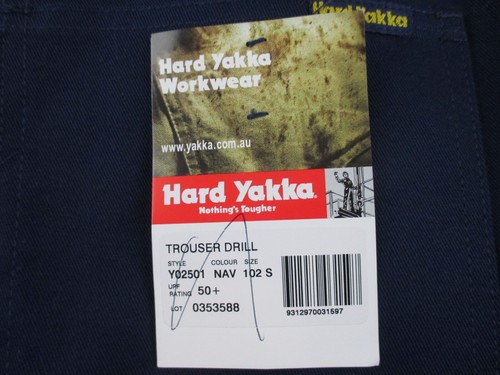 Hard Yakka
Hard Yakka
Workwear
www.yakka.com.au
Hard Yakka®
Nothing's Tougher
TROUSER DRILL
STYLE COLOUR SIZE
Y02501 NAV 102 S
UPF
RATING 50+
LOT 0353588
9312970031597